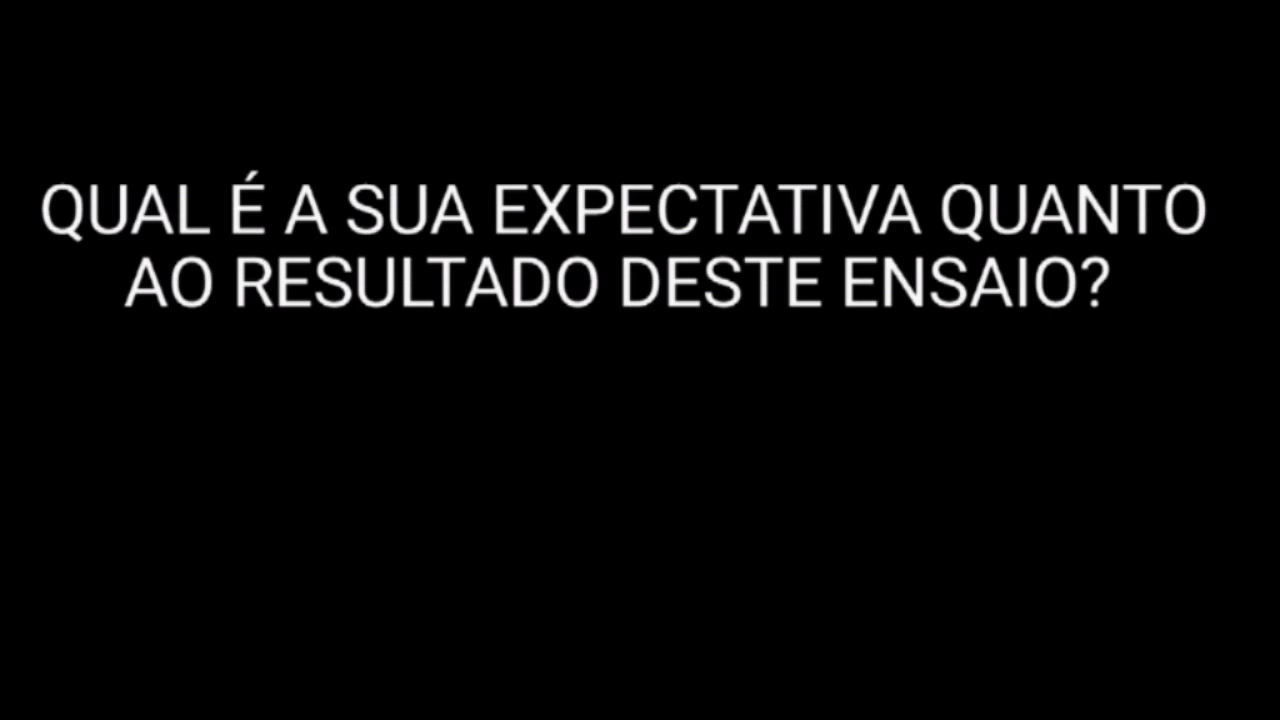 QUAL É A SUA EXPECTATIVA QUANTO
AO RESULTADO DESTE ENSAIO?